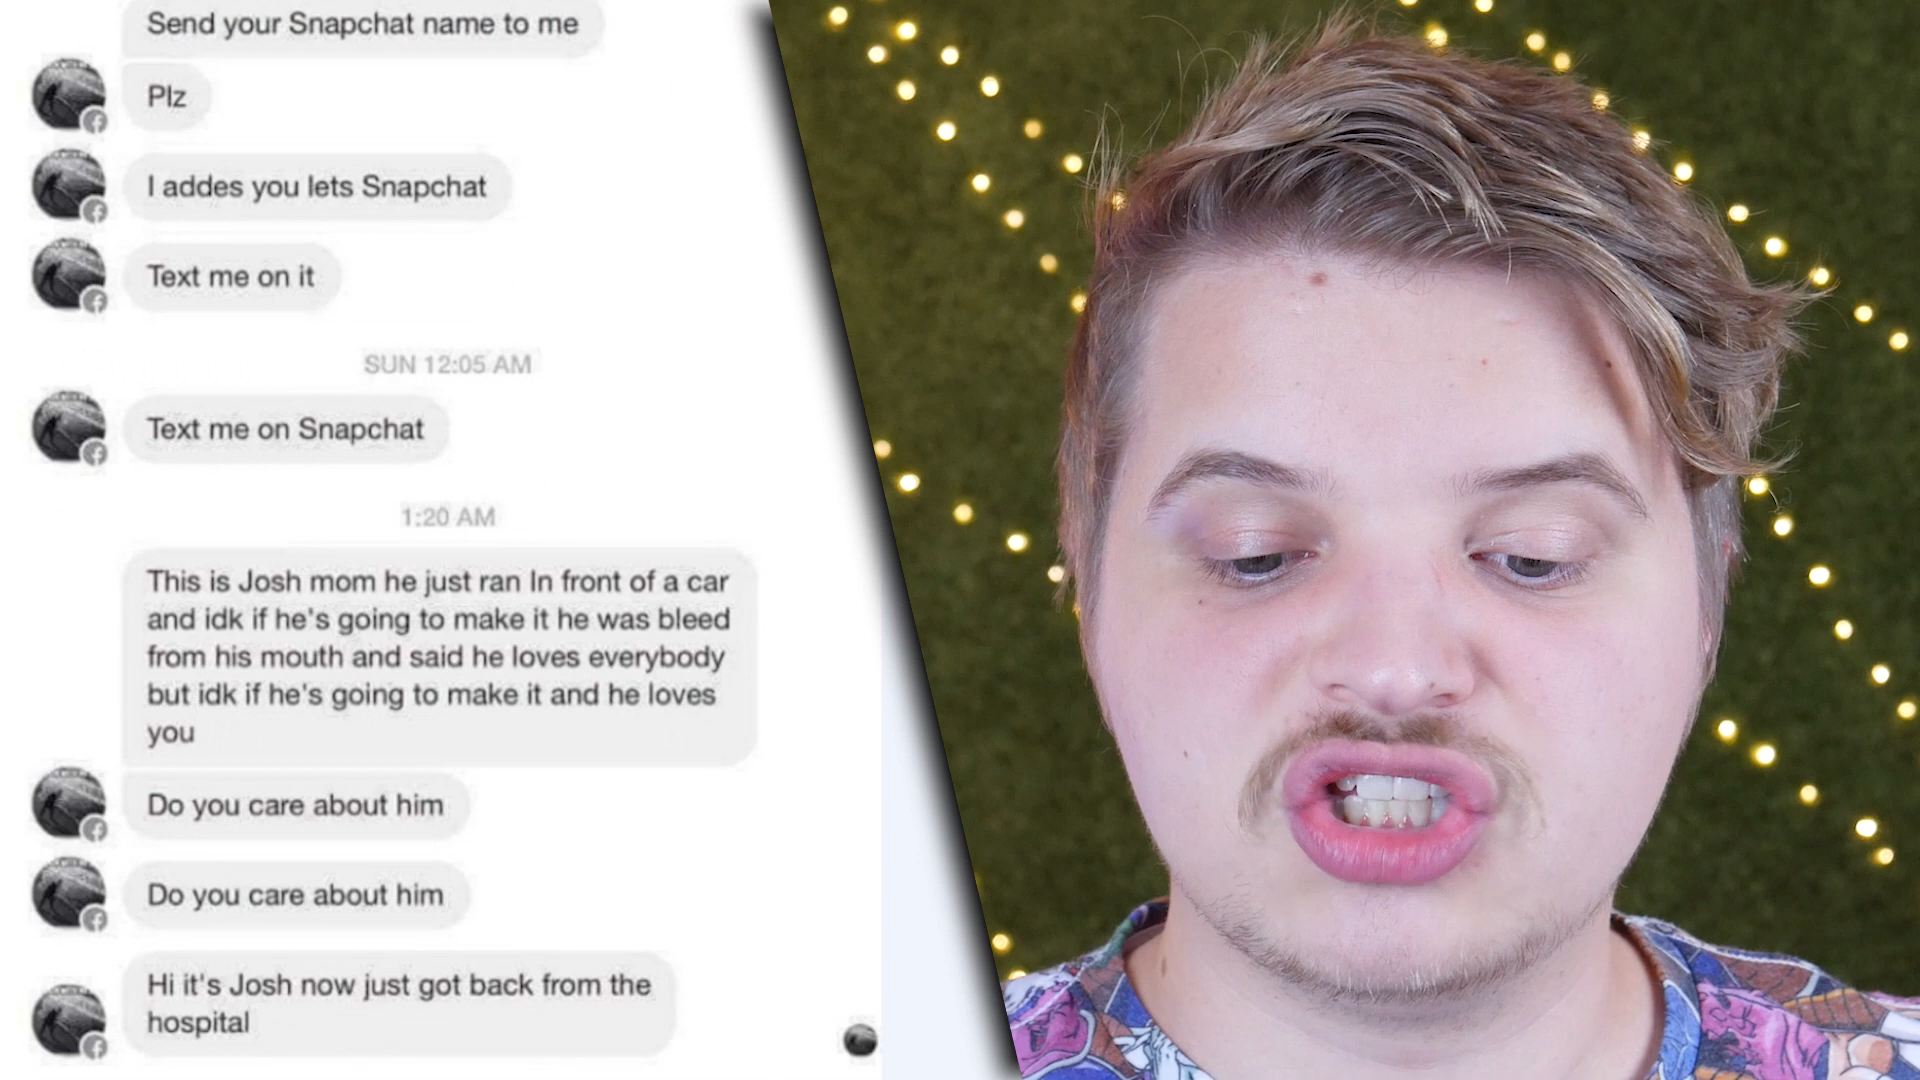 Send your Snapchat name to me
Plz
I addes you lets Snapchat
Text me on it
SUN 12:05 AM
Text me on Snapchat
1:20 AM
This is Josh mom he just ran In front of a car
and idk if he's going to make it he was bleed
from his mouth and said he loves everybody
but idk if he's going to make it and he loves
you
Do you care about him
Do you care about him
Hi it's Josh now just got back from the
hospital